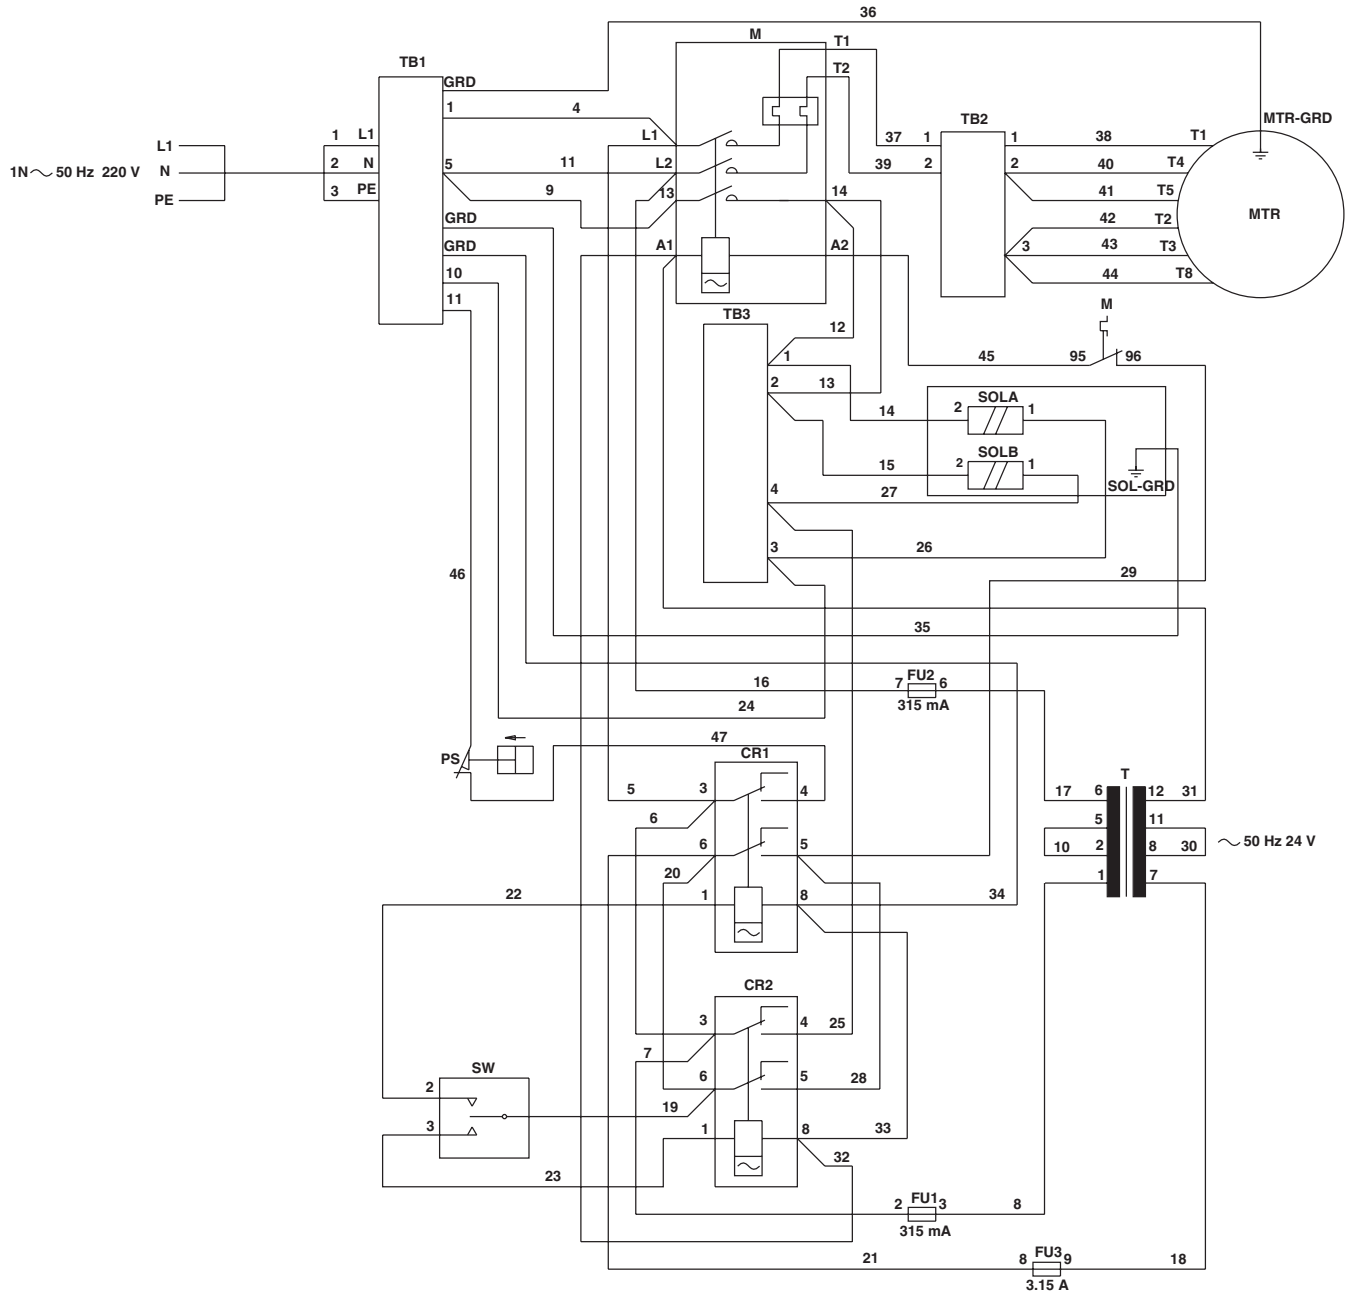 36
M
T1
TB1
GRD
T2
1 4
TB2
MTR-GRD
L1
1 L1
L1
37 1
1 38 T1
1N 50 Hz 220 V
N
2 N
5 11 L2
39 2
2 40 T4
PE
3 PE
9 13
14
41 T5
MTR
GRD
42 T2
GRD
A1
A2
3 43 T3
10
44 T8
11
M
TB3
12
1
45 95 96
2 13
SOLA
14 2 1
SOLB
15 2 1
4
27
SOL-GRD
3
26
46
29
35
FU2
16 7 6
315 mA
24
47
PS
CR1
T
5 3 4
17 6 12 31
6
5 11
6 5
10 2 8 30
50 Hz 24 V
20
1 7
22 1 8 34
CR2
3 4 25
7
SW
6 5 28
2
19
3
1 8 33
32
23
FU1
2 3 8
315 mA
21
FU3
8 9 18
3.15 A